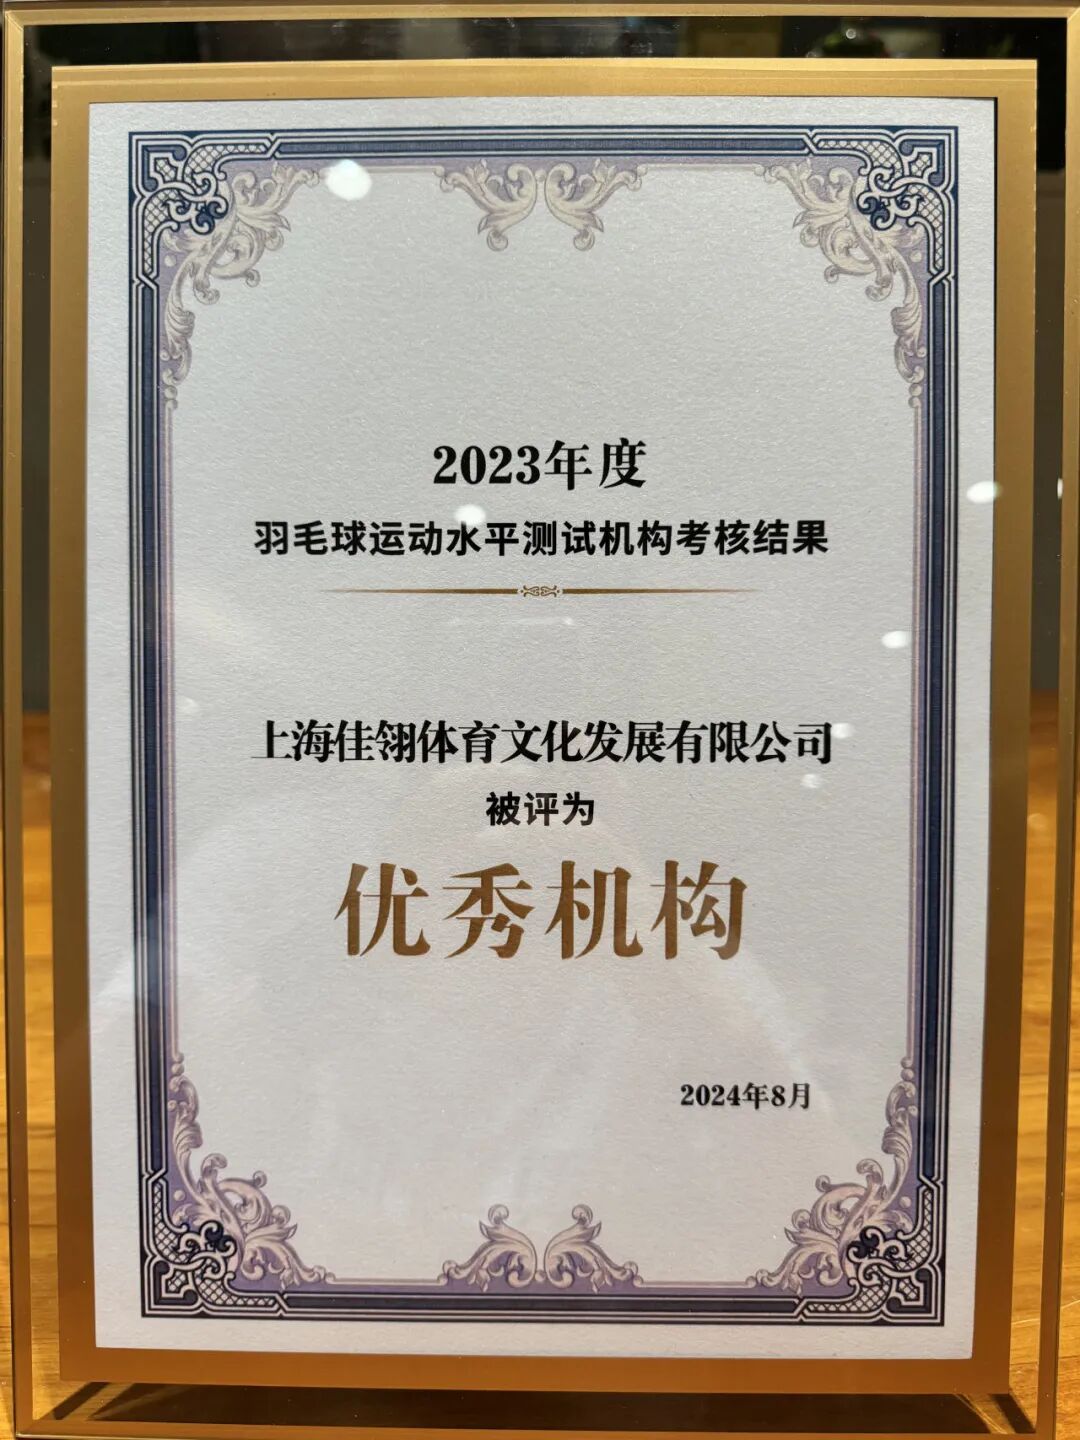 2023年度
羽毛球运动水平测试机构考核结果
上海佳翎体育文化发展有限公司
被评为
优秀机构
2024年8月